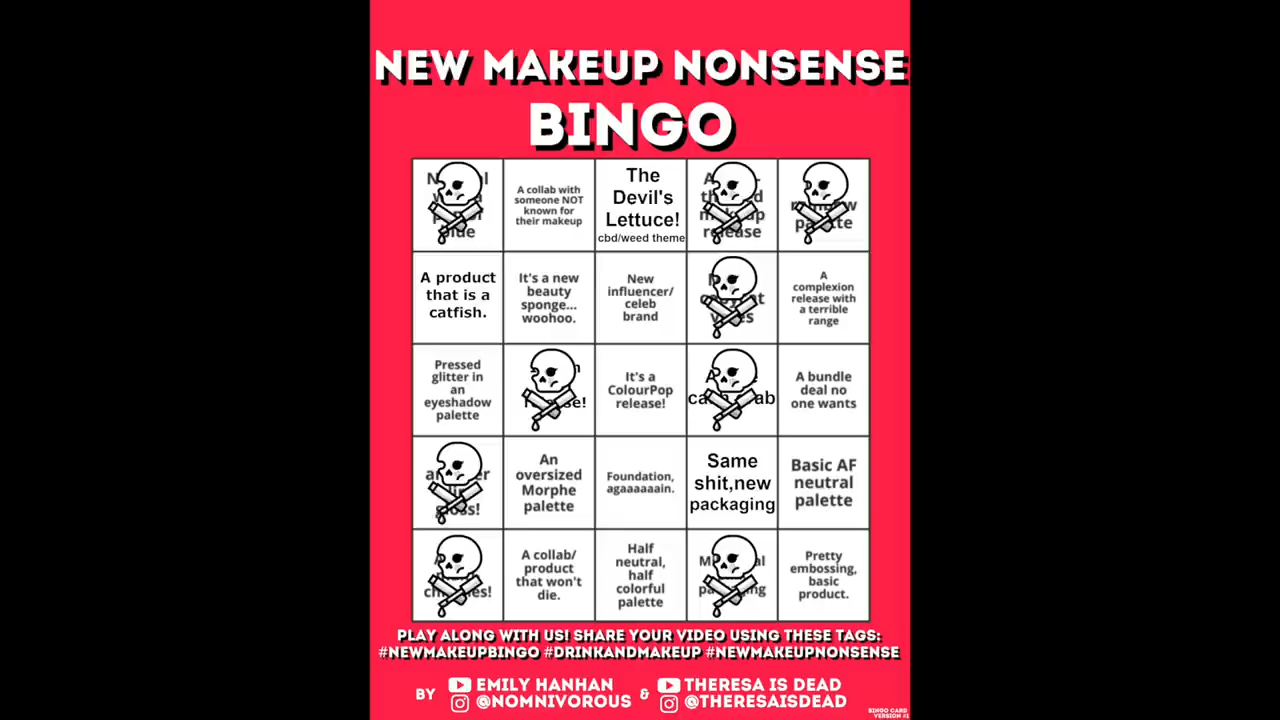 NEW MAKEUP NONSENSE
BINGO
A collab with
someone NOT
known for
their makeup
The
Devil's
Lettuce!
cbd/weed theme
A product
that is a
catfish.
It's a new
beauty
sponge...
woohoo.
New
influencer/
celeb
brand
A
complexion
release with
a terrible
range
Pressed
glitter in
an
eyeshadow
palette
It's a
ColourPop
release!
A bundle
deal no
one wants
An
oversized
Morphe
palette
Foundation,
agaaaaaain.
Same
shit,new
packaging
Basic AF
neutral
palette
A collab/
product
that won't
die.
Half
neutral,
half
colorful
palette
Pretty
embossing,
basic
product.
PLAY ALONG WITH US! SHARE YOUR VIDEO USING THESE TAGS:
#NEWMAKEUPBINGO #DRINKANDMAKEUP #NEWMAKEUPNONSENSE
BY EMILY HANHAN & THERESA IS DEAD
@NOMNIVOROUS @THERESAISDEAD
BINGO CARD
VERSION #1